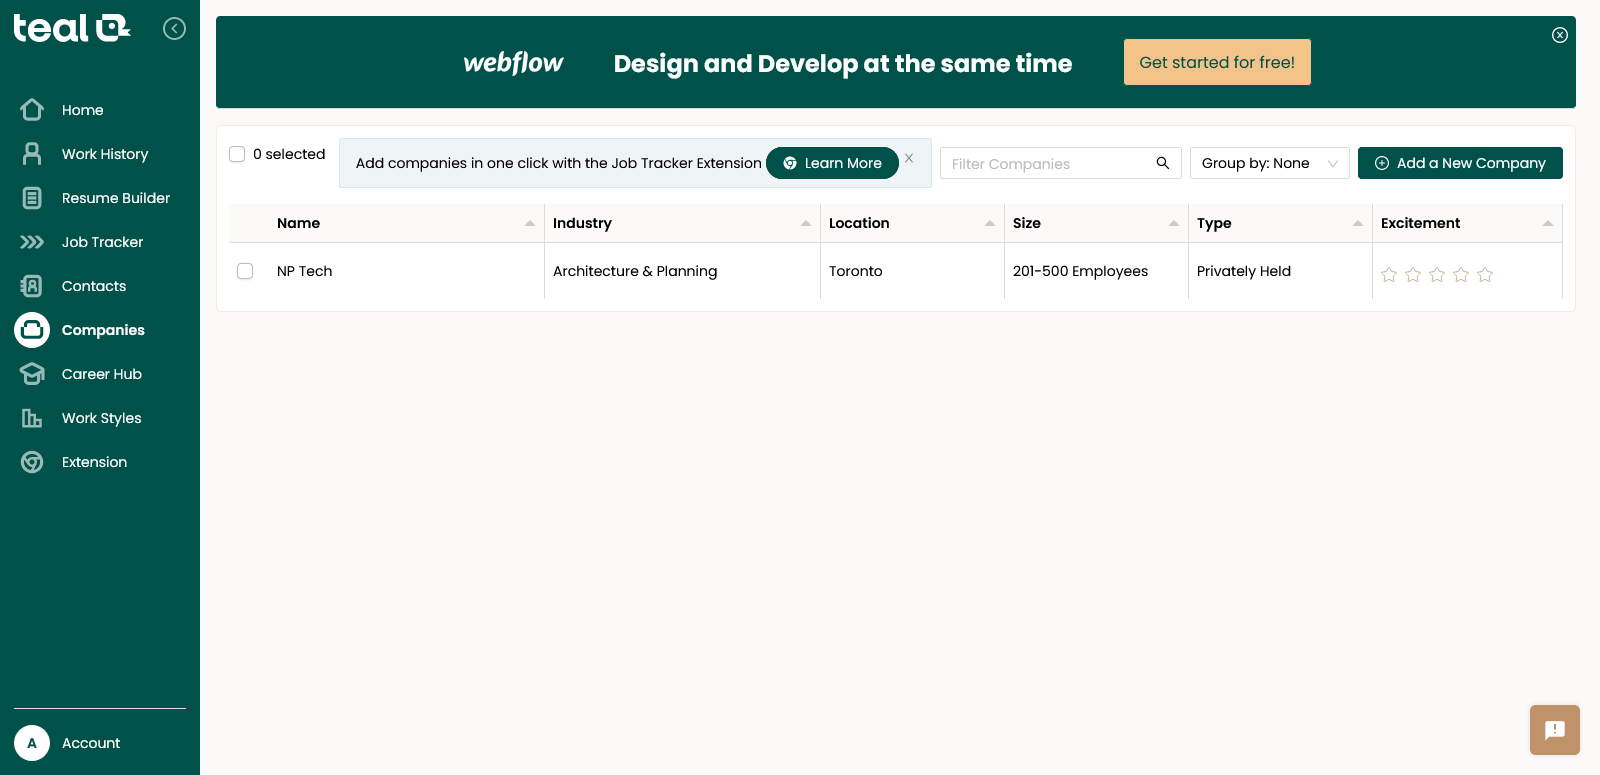 teal
Home
Work History
Resume Builder
Job Tracker
Contacts
Companies
Career Hub
Work Styles
Extension
A Account
webflow Design and Develop at the same time Get started for free!
0 selected Add companies in one click with the Job Tracker Extension Learn More X Filter Companies Group by: None Add a New Company
Name Industry Location Size Type Excitement
NP Tech Architecture & Planning Toronto 201-500 Employees Privately Held